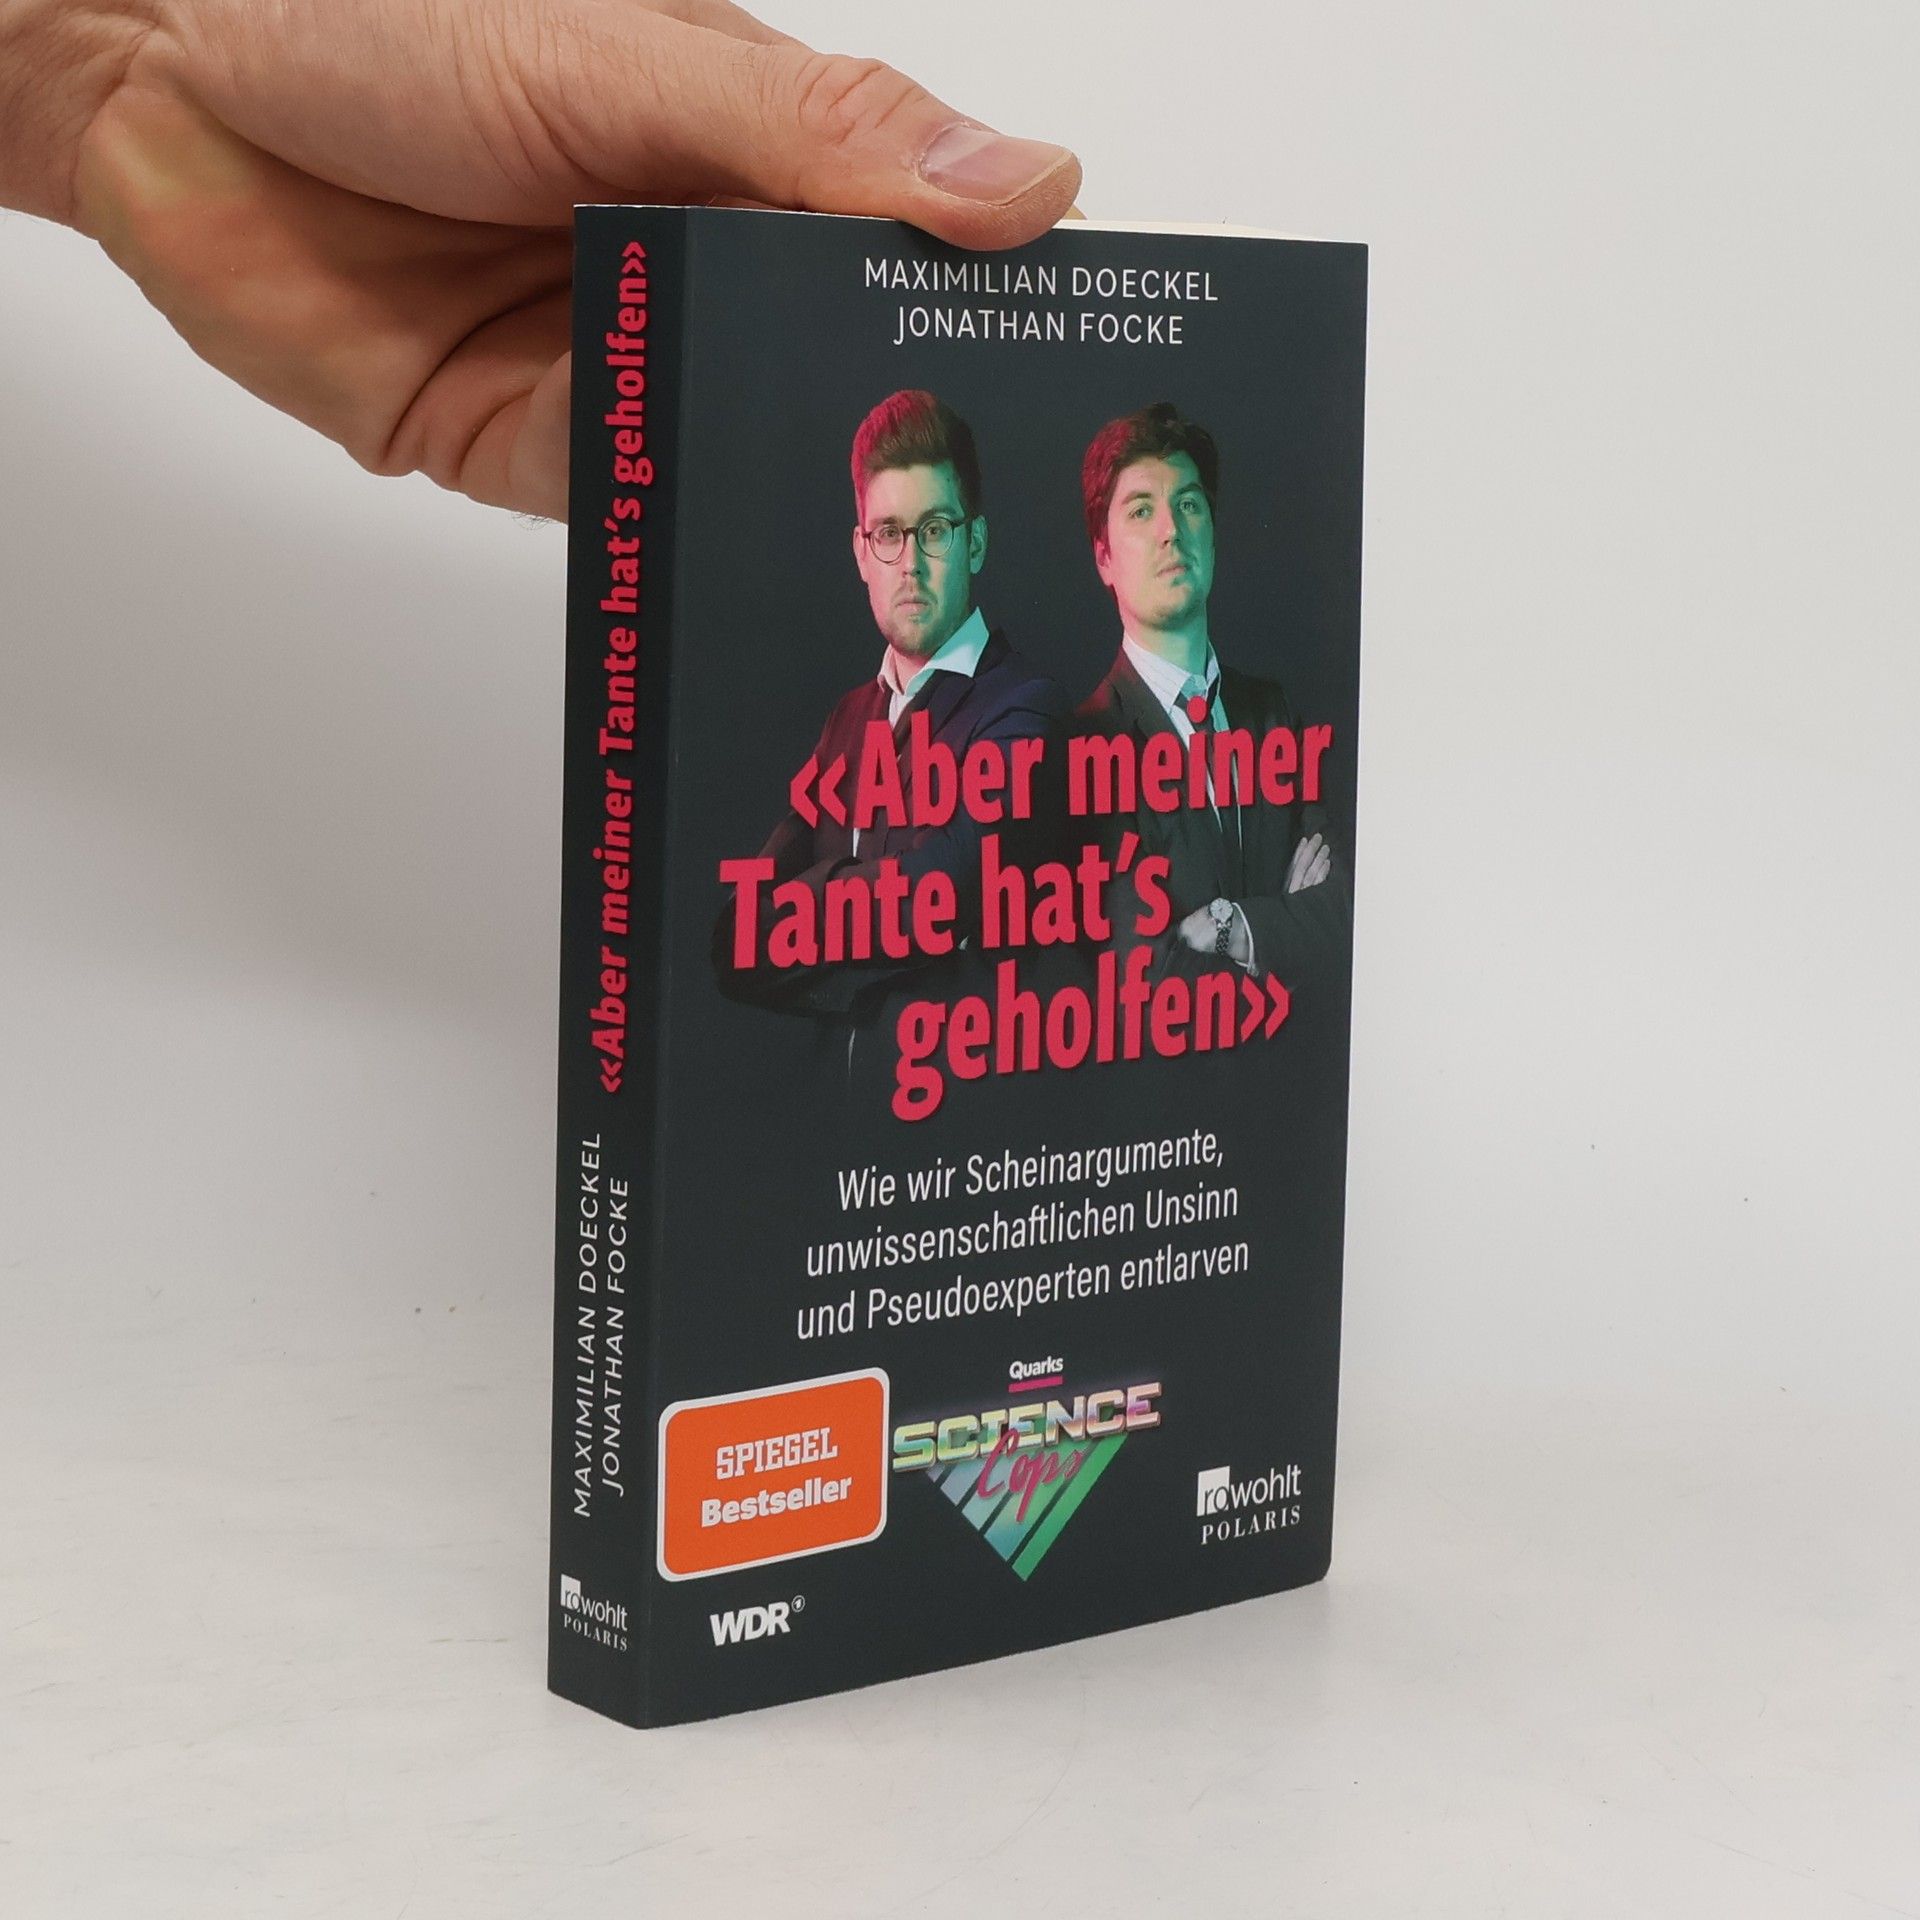 «Aber meiner Tante hat's geholfen»
MAXIMILIAN DOECKEL
JONATHAN FOCKE
rowohlt
POLARIS
MAXIMILIAN DOECKEL
JONATHAN FOCKE
«Aber meiner
Tante hat's
geholfen»
Wie wir Scheinargumente,
unwissenschaftlichen Unsinn
und Pseudoexperten entlarven
Quarks
SCIENCE
Cops
SPIEGEL
Bestseller
rowohlt
POLARIS
WDR